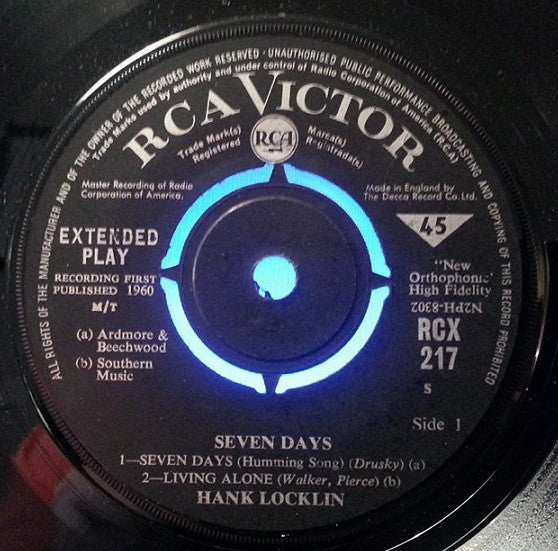 ALL RIGHTS OF THE MANUFACTURER AND OF THE OWNER OF THE RECORDED WORK RESERVED · UNAUTHORISED PUBLIC PERFORMANCE, BROADCASTING AND COPYING OF THIS RECORD PROHIBITED
Trade Marks used by authority and under control of Radio Corporation of America (R.C.A)
RCA VICTOR
Trade Mark(s)
Registered
RCA
Marca(s)
Registrada(s)
Master Recording of Radio
Corporation of America.
Made in England by
The Decca Record Co. Ltd.
45
EXTENDED
PLAY
RECORDING FIRST
PUBLISHED 1960
M/T
(a) Ardmore &
Beechwood
(b) Southern
Music
"New
Orthophonic"
High Fidelity
N2PH-8302
RCX
217
S
Side 1
SEVEN DAYS
1—SEVEN DAYS (Humming Song) (Drusky) (a)
2—LIVING ALONE (Walker, Pierce) (b)
HANK LOCKLIN